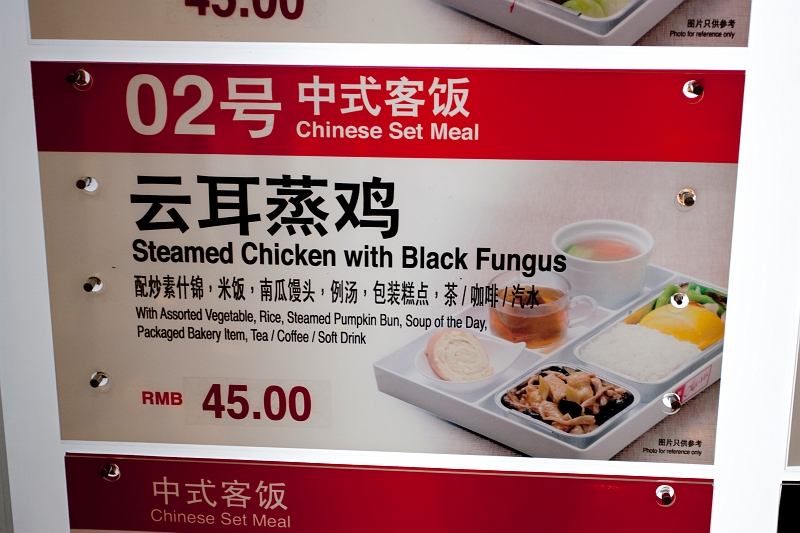 45.00
图片只供参考
Photo for reference only
02号 中式客饭
Chinese Set Meal
云耳蒸鸡
Steamed Chicken with Black Fungus
配炒素什锦，米饭，南瓜馒头，例汤，包装糕点，茶 / 咖啡 / 汽水
With Assorted Vegetable, Rice, Steamed Pumpkin Bun, Soup of the Day,
Packaged Bakery Item, Tea / Coffee / Soft Drink
RMB 45.00
图片只供参考
Photo for reference only
中式客饭
Chinese Set Meal